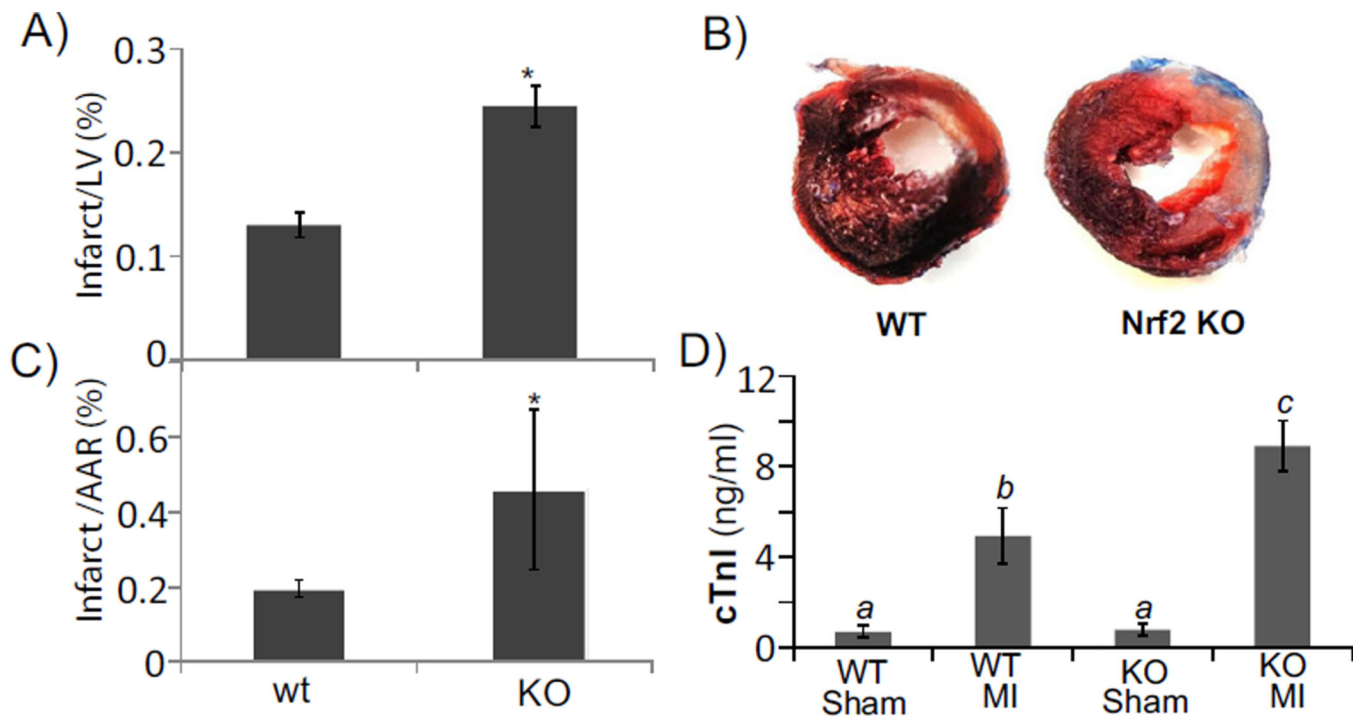 A)
Infarct/LV (%)
0.3
0.2
0.1
0
*
B)
WT
Nrf2 KO
C)
Infarct /AAR (%)
0.6
0.4
0.2
0
*
wt
KO
D)
cTnI (ng/ml)
12
8
4
0
a
b
a
c
WT
Sham
WT
MI
KO
Sham
KO
MI